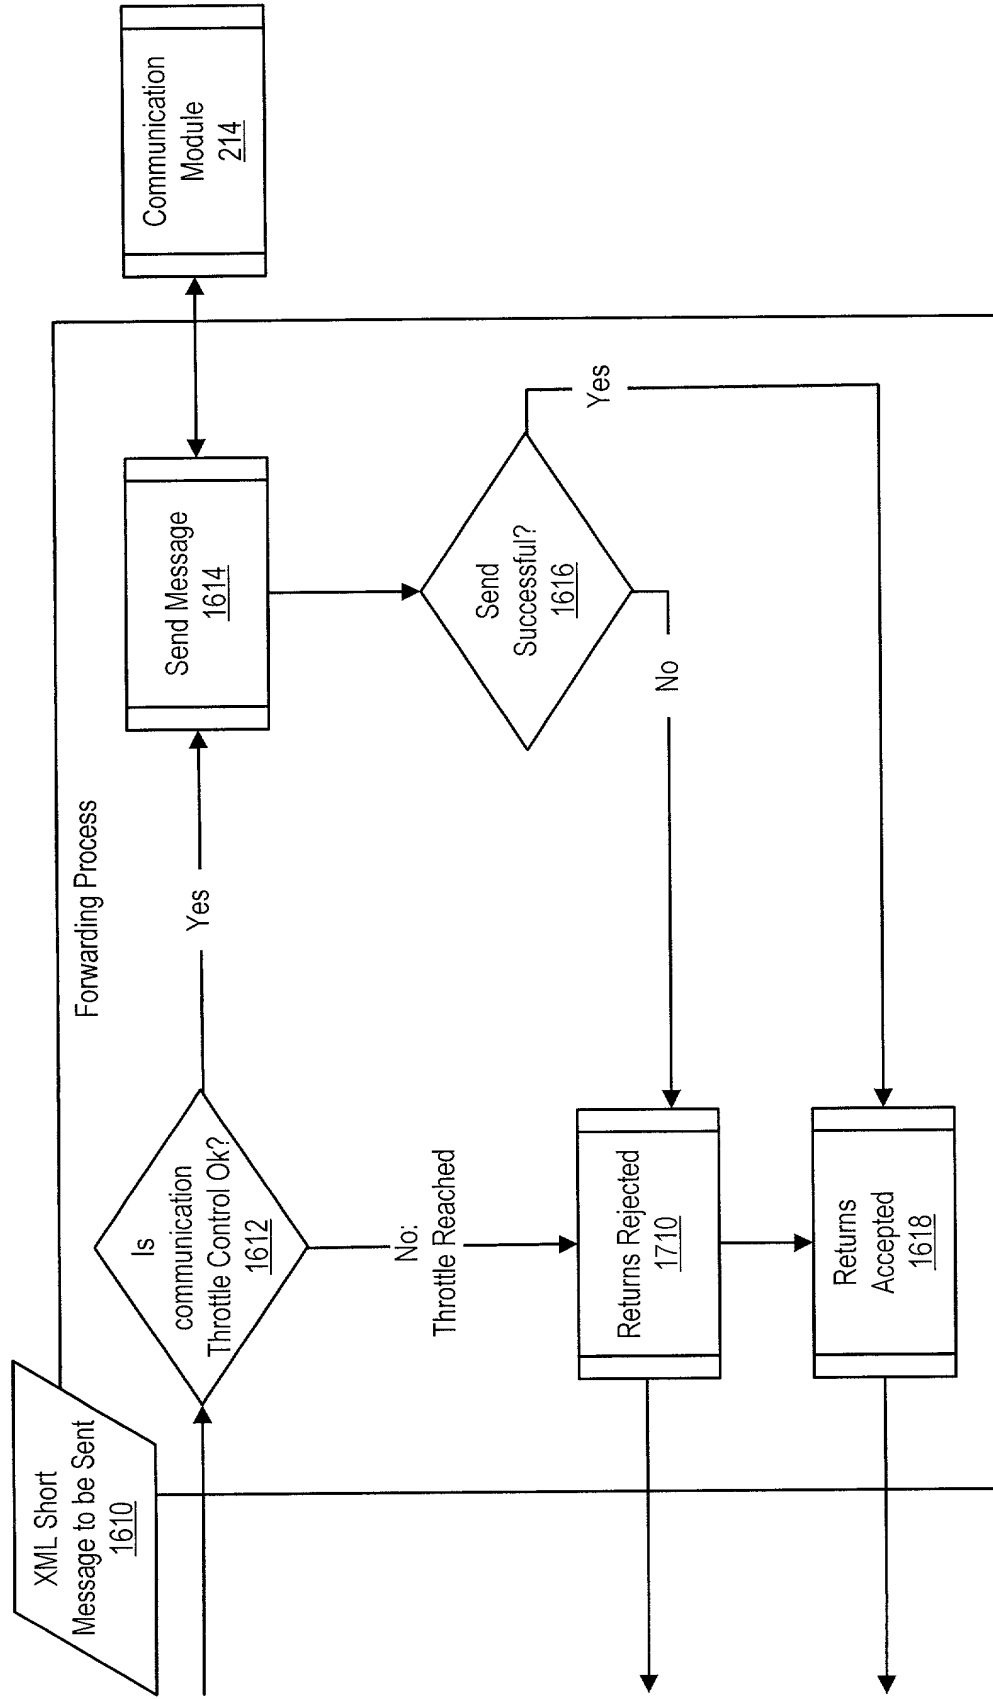 XML Short
Message to be Sent
1610
Forwarding Process
Is
communication
Throttle Control Ok?
1612
Yes
Send Message
1614
Communication
Module
214
No:
Throttle Reached
Send
Successful?
1616
Yes
No
Returns Rejected
1710
Returns
Accepted
1618